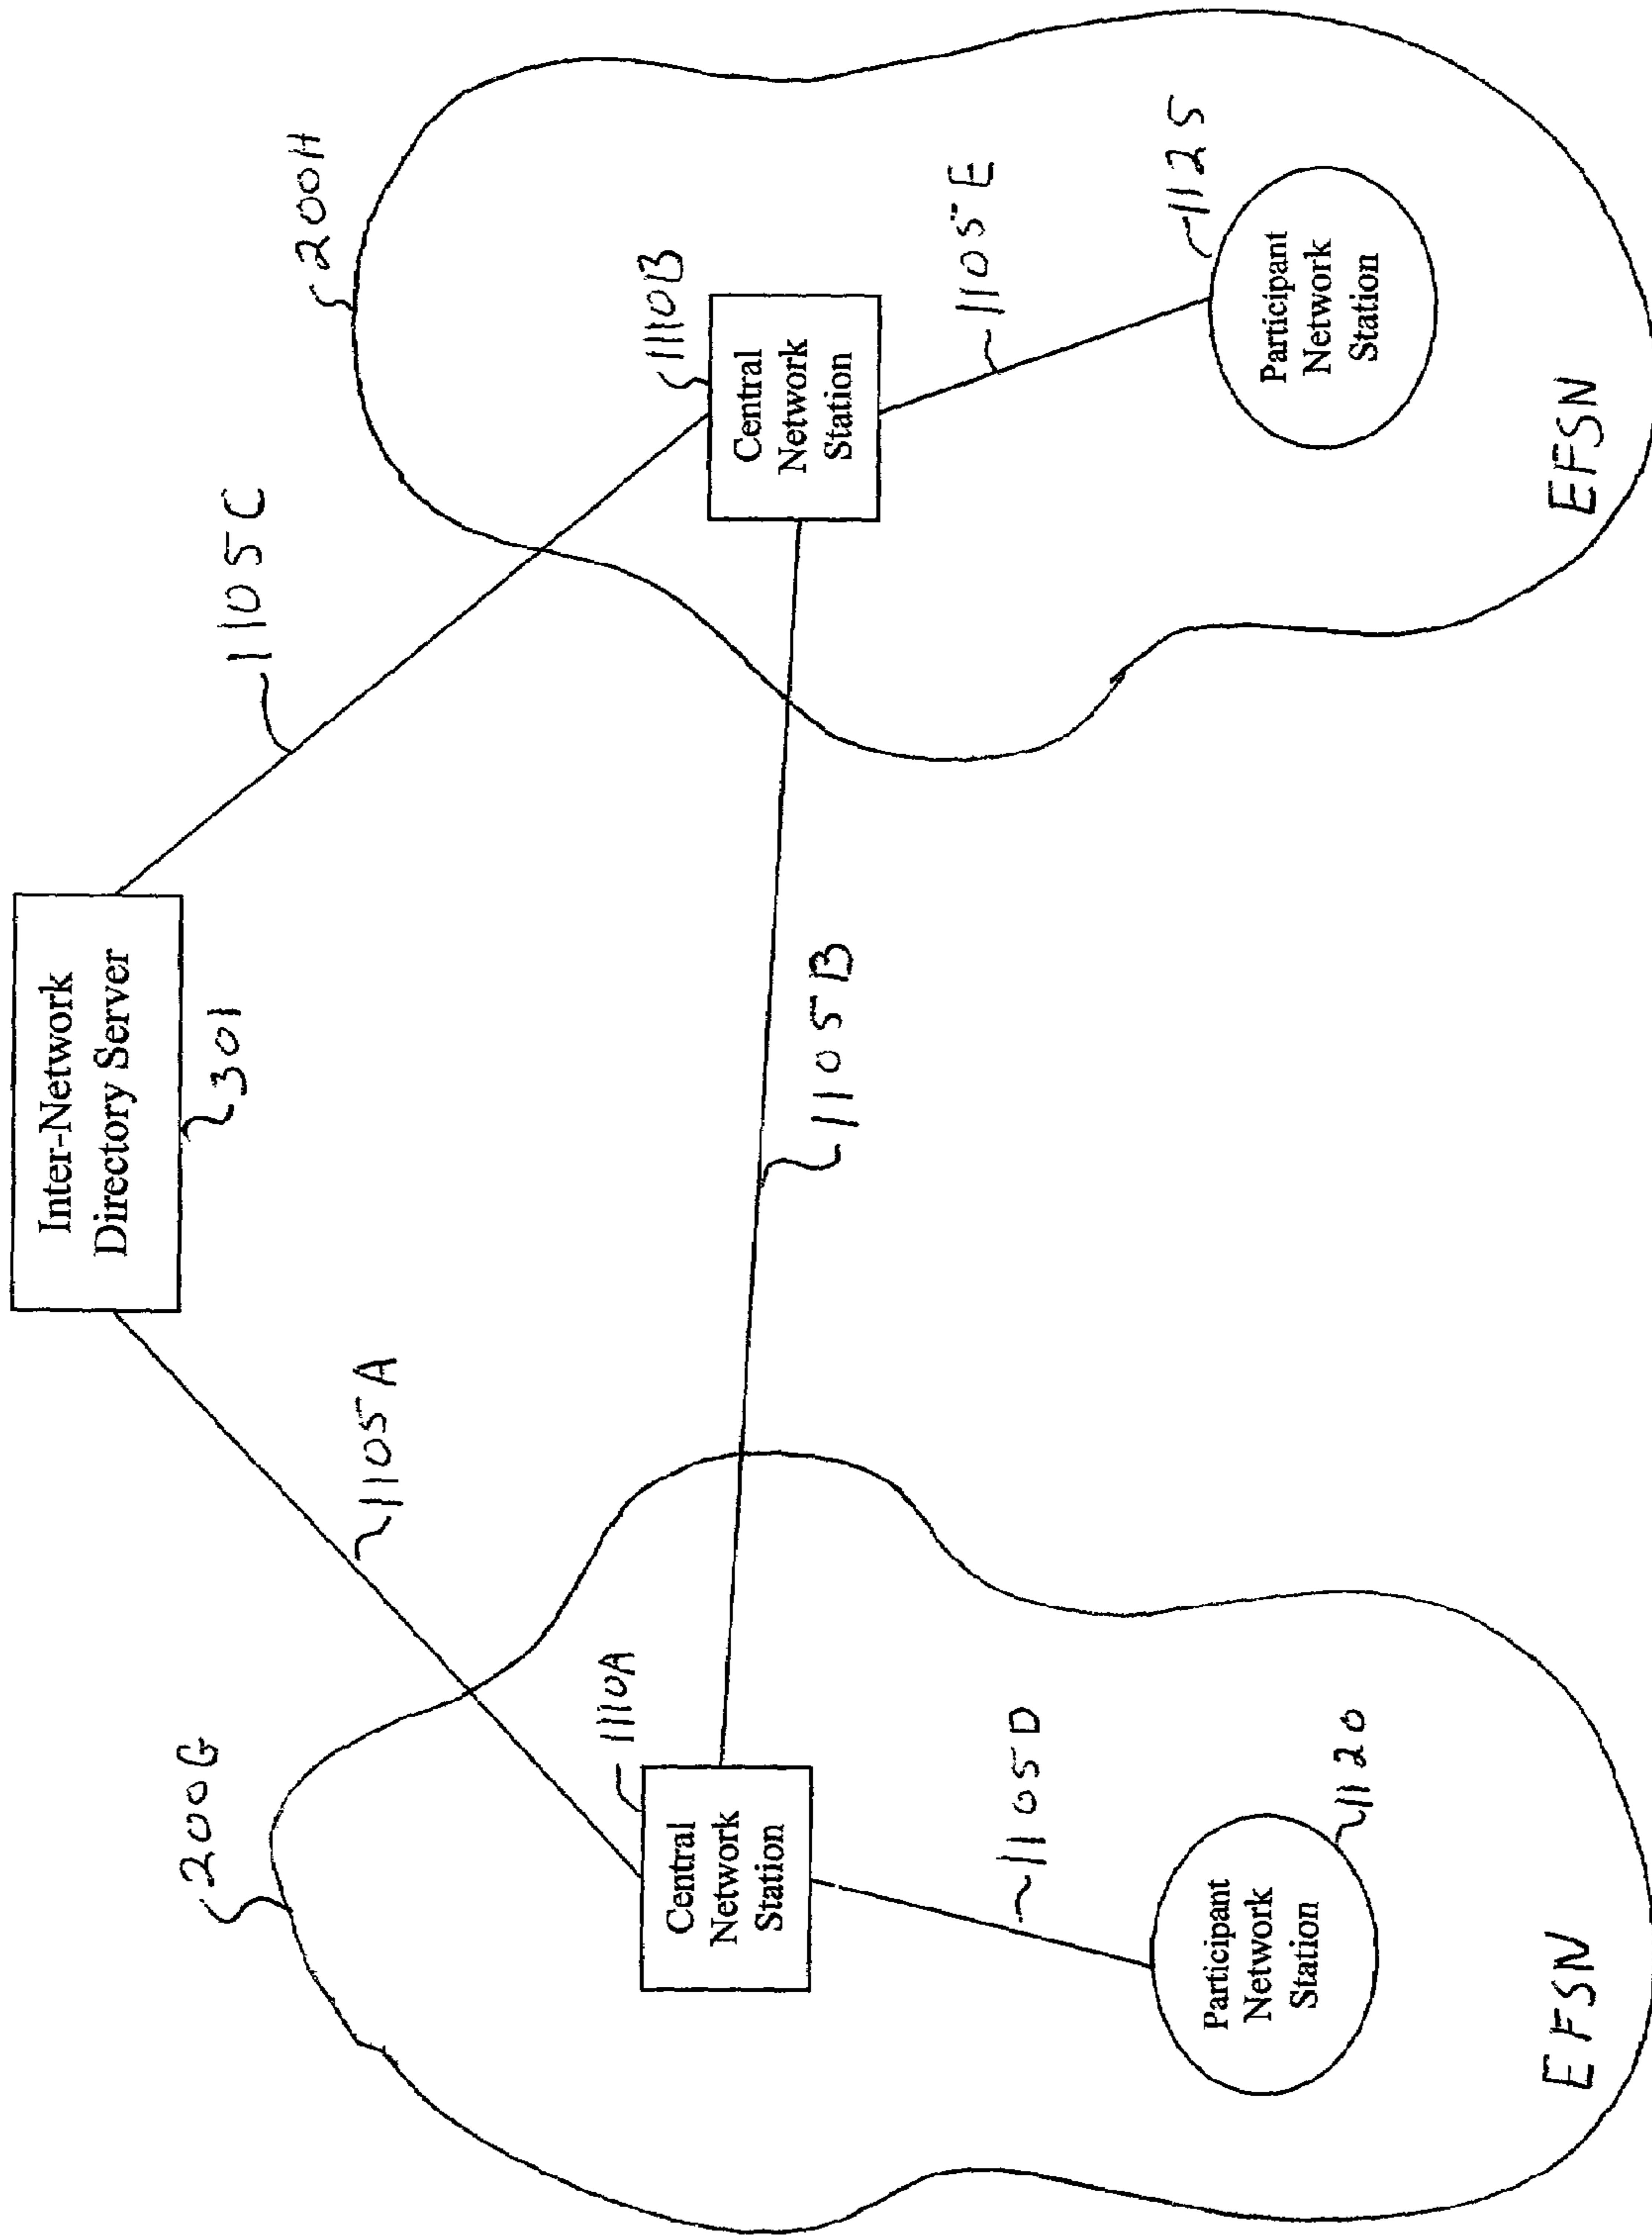 Inter-Network
Directory Server
301
1105A
1105C
200G
200H
1110A
Central
Network
Station
1105B
1110B
Central
Network
Station
1105D
1105E
Participant
Network
Station
1120
Participant
Network
Station
1125
EFSN
EFSN